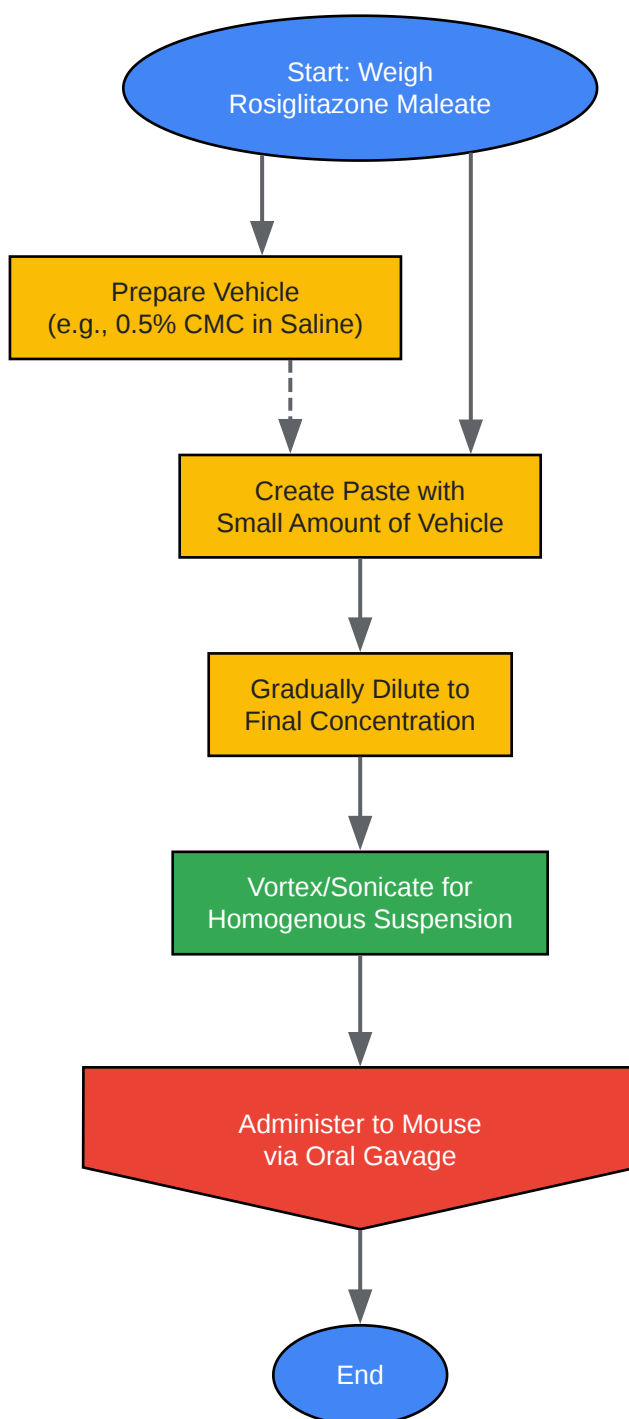 Start: Weigh
Rosiglitazone Maleate
Prepare Vehicle
(e.g., 0.5% CMC in Saline)
Create Paste with
Small Amount of Vehicle
Gradually Dilute to
Final Concentration
Vortex/Sonicate for
Homogenous Suspension
Administer to Mouse
via Oral Gavage
End